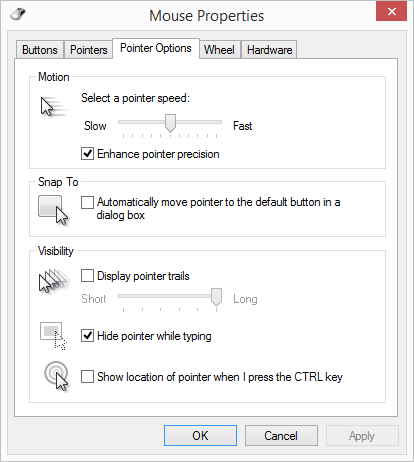 Mouse Properties
Buttons
Pointers
Pointer Options
Wheel
Hardware
Motion
Select a pointer speed:
Slow
Fast
Enhance pointer precision
Snap To
Automatically move pointer to the default button in a
dialog box
Visibility
Display pointer trails
Short
Long
Hide pointer while typing
Show location of pointer when I press the CTRL key
OK
Cancel
Apply